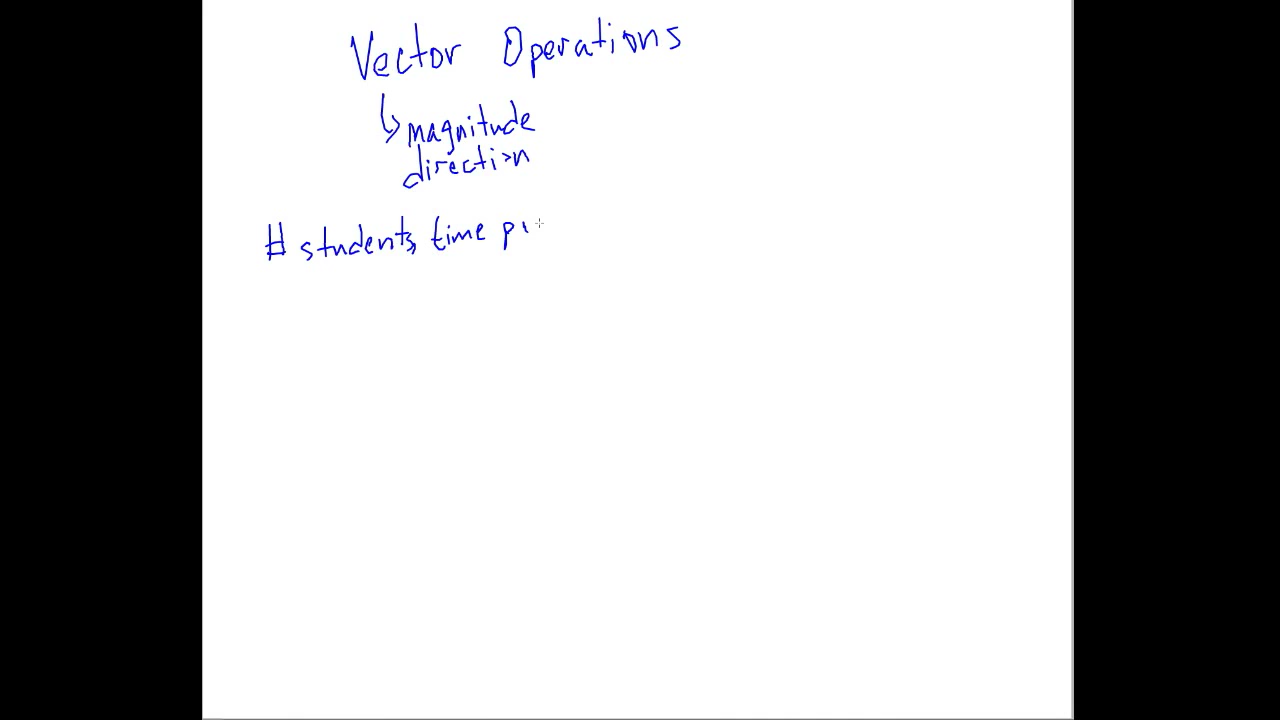 Vector Operations
↳ magnitude
direction
# students, time